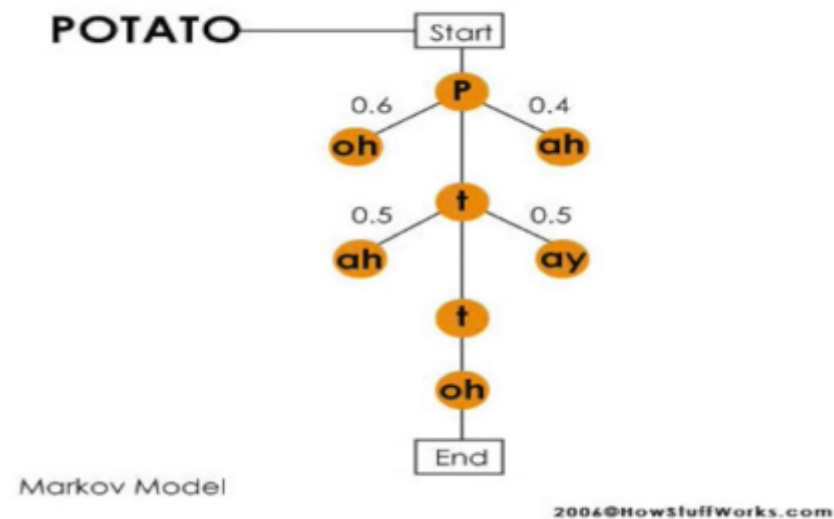 POTATO Start
P
0.6 0.4
oh ah
t
0.5 0.5
ah ay
t
oh
End
Markov Model
2006©HowStuffWorks.com